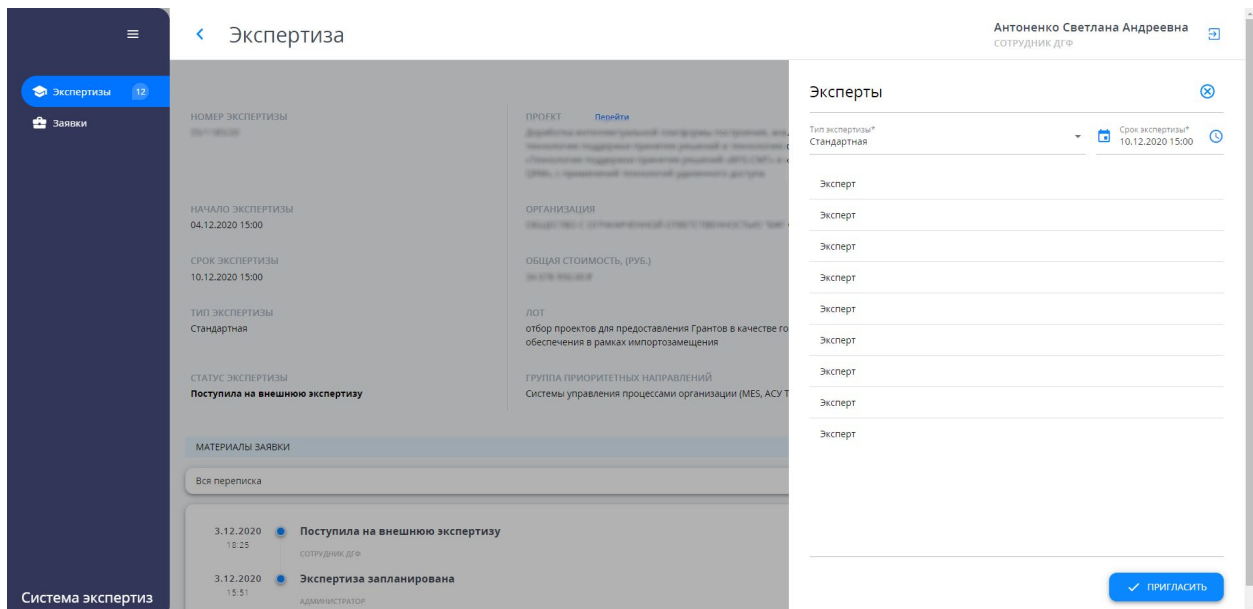 Экспертиза
Антоненко Светлана Андреевна
СОТРУДНИК ДГФ
Экспертизы 12
Заявки
Система экспертиз
НОМЕР ЭКСПЕРТИЗЫ
ПРОЕКТ Перейти
НАЧАЛО ЭКСПЕРТИЗЫ
04.12.2020 15:00
ОРГАНИЗАЦИЯ
СРОК ЭКСПЕРТИЗЫ
10.12.2020 15:00
ОБЩАЯ СТОИМОСТЬ, (РУБ.)
ТИП ЭКСПЕРТИЗЫ
Стандартная
ЛОТ
отбор проектов для предоставления Грантов в качестве го
обеспечения в рамках импортозамещения
СТАТУС ЭКСПЕРТИЗЫ
Поступила на внешнюю экспертизу
ГРУППА ПРИОРИТЕТНЫХ НАПРАВЛЕНИЙ
Системы управления процессами организации (MES, АСУ Т
МАТЕРИАЛЫ ЗАЯВКИ
Вся переписка
3.12.2020 Поступила на внешнюю экспертизу
18:25
СОТРУДНИК ДГФ
3.12.2020 Экспертиза запланирована
15:51
АДМИНИСТРАТОР
Эксперты
Тип экспертизы*
Стандартная
Срок экспертизы*
10.12.2020 15:00
Эксперт
Эксперт
Эксперт
Эксперт
Эксперт
Эксперт
Эксперт
Эксперт
Эксперт
ПРИГЛАСИТЬ